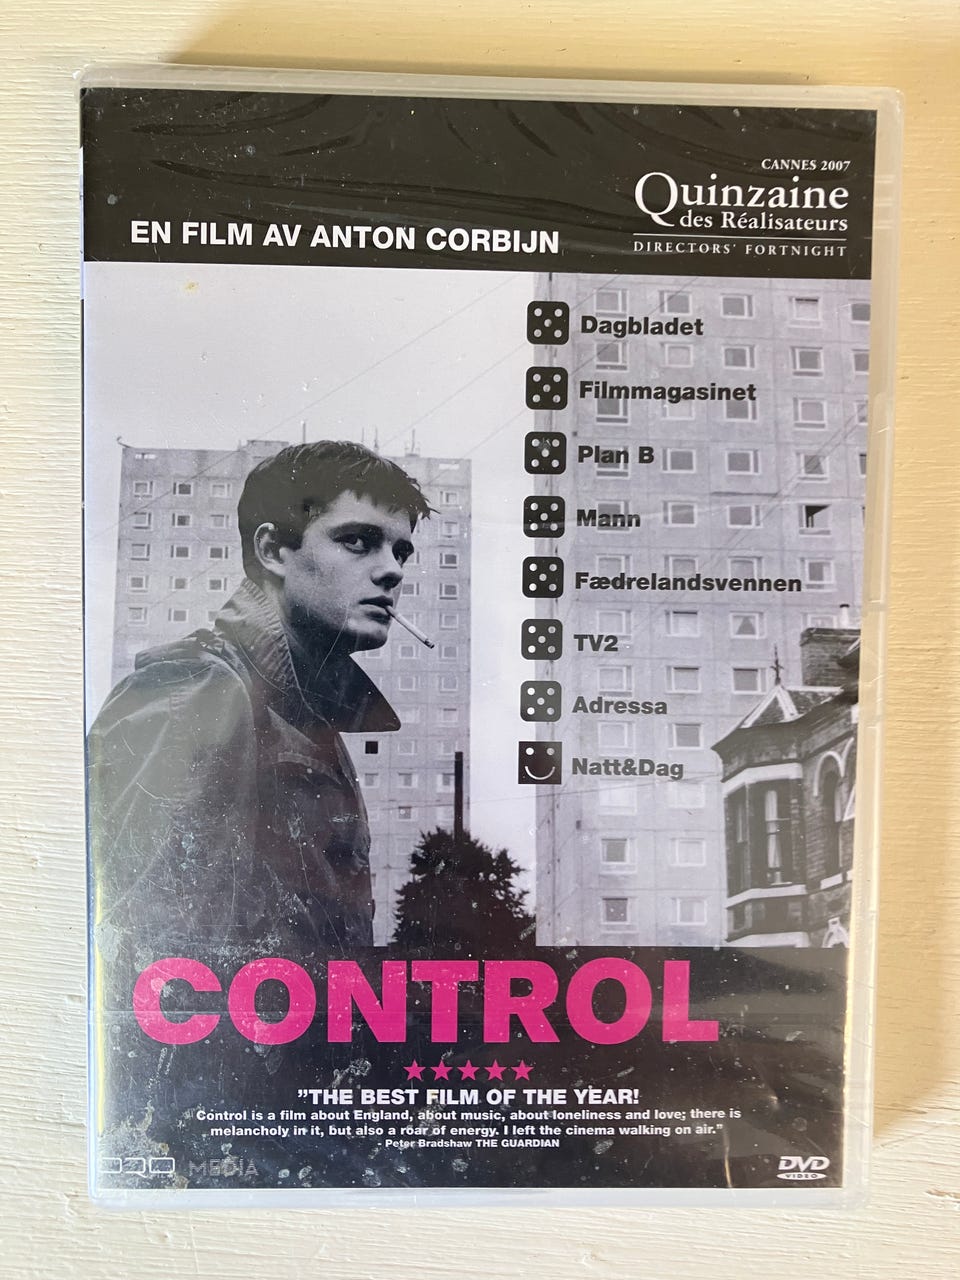 CANNES 2007
Quinzaine
des Réalisateurs
DIRECTORS' FORTNIGHT
EN FILM AV ANTON CORBIJN
Dagbladet
Filmmagasinet
Plan B
Mann
Fædrelandsvennen
TV2
Adressa
Natt&Dag
CONTROL
"THE BEST FILM OF THE YEAR!
Control is a film about England, about music, about loneliness and love; there is
melancholy in it, but also a roar of energy. I left the cinema walking on air."
- Peter Bradshaw THE GUARDIAN
MEDIA
DVD
VIDEO